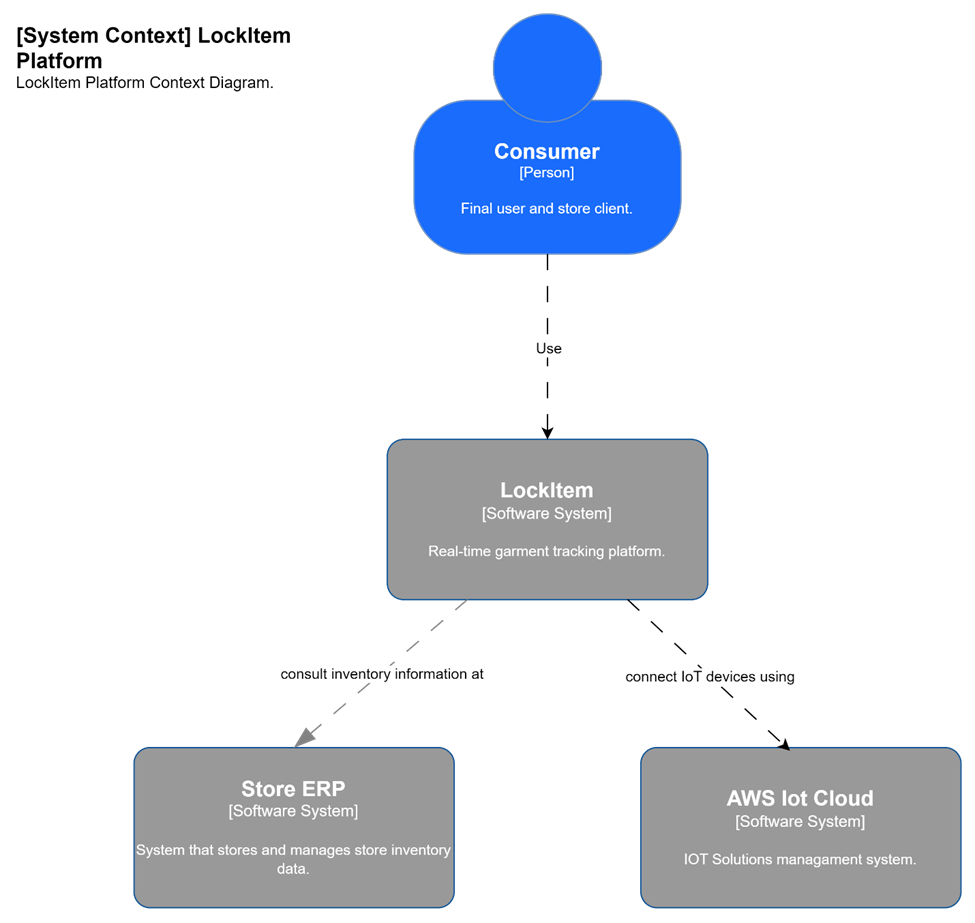 [System Context] LockItem
Platform
LockItem Platform Context Diagram.
Consumer
[Person]
Final user and store client.
Use
LockItem
[Software System]
Real-time garment tracking platform.
consult inventory information at
connect IoT devices using
Store ERP
[Software System]
System that stores and manages store inventory
data.
AWS Iot Cloud
[Software System]
IOT Solutions managament system.